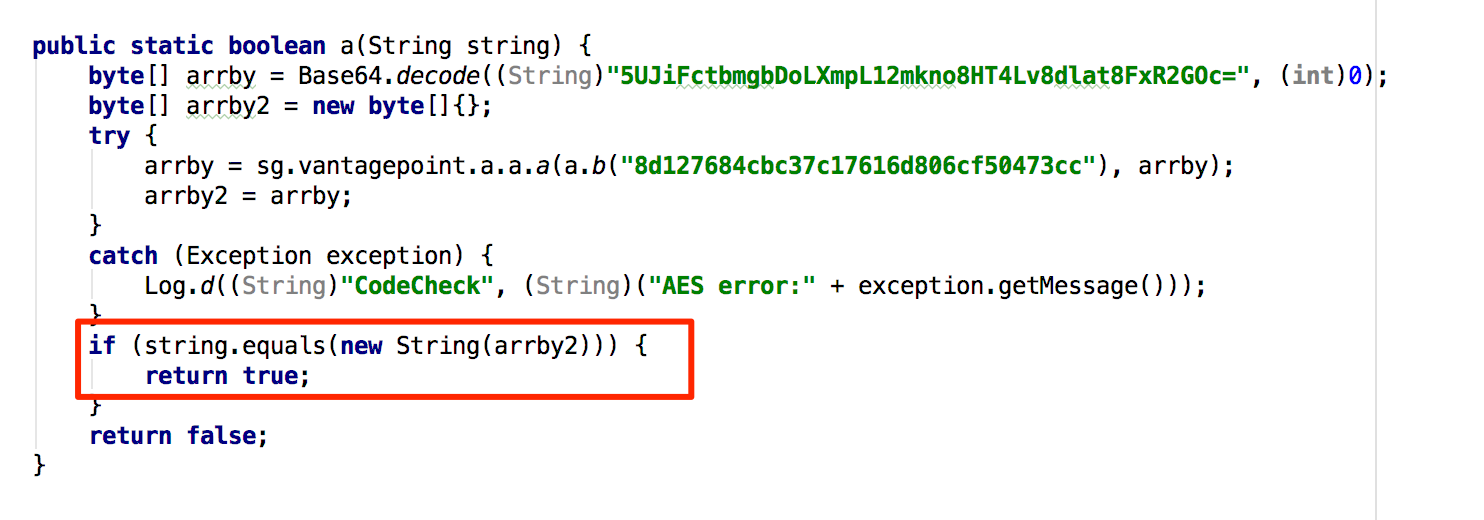 public static boolean a(String string) {
    byte[] arrby = Base64.decode((String)"5UJiFctbmgbDoLXmpL12mkno8HT4Lv8dlat8FxR2GOc=", (int)0);
    byte[] arrby2 = new byte[]{};
    try {
        arrby = sg.vantagepoint.a.a.a(a.b("8d127684cbc37c17616d806cf50473cc"), arrby);
        arrby2 = arrby;
    }
    catch (Exception exception) {
        Log.d((String)"CodeCheck", (String)("AES error:" + exception.getMessage()));
    }
    if (string.equals(new String(arrby2))) {
        return true;
    }
    return false;
}